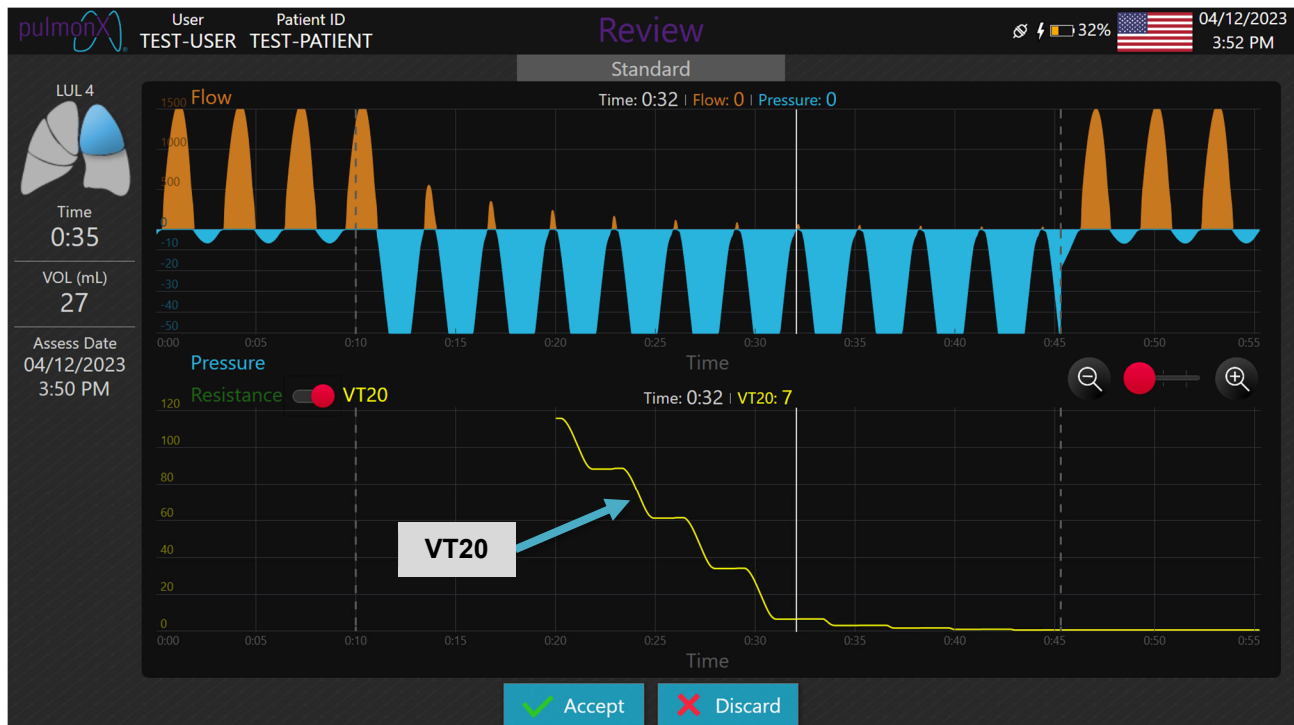 pulmonX®
User
TEST-USER
Patient ID
TEST-PATIENT
Review
32%
04/12/2023
3:52 PM
Standard
LUL 4
Time
0:35
VOL (mL)
27
Assess Date
04/12/2023
3:50 PM
Flow
Time: 0:32 | Flow: 0 | Pressure: 0
1500
1000
500
0
-10
-20
-30
-40
-50
0:00 0:05 0:10 0:15 0:20 0:25 0:30 0:35 0:40 0:45 0:50 0:55
Pressure
Time
Resistance VT20
Time: 0:32 | VT20: 7
120
100
80
60
40
20
0
VT20
0:00 0:05 0:10 0:15 0:20 0:25 0:30 0:35 0:40 0:45 0:50 0:55
Time
Accept
Discard